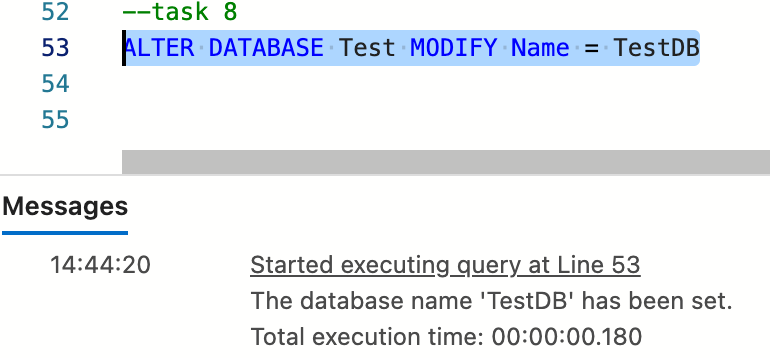 52 --task 8
53 ALTER DATABASE Test MODIFY Name = TestDB
54
55
Messages
14:44:20 Started executing query at Line 53
The database name 'TestDB' has been set.
Total execution time: 00:00:00.180